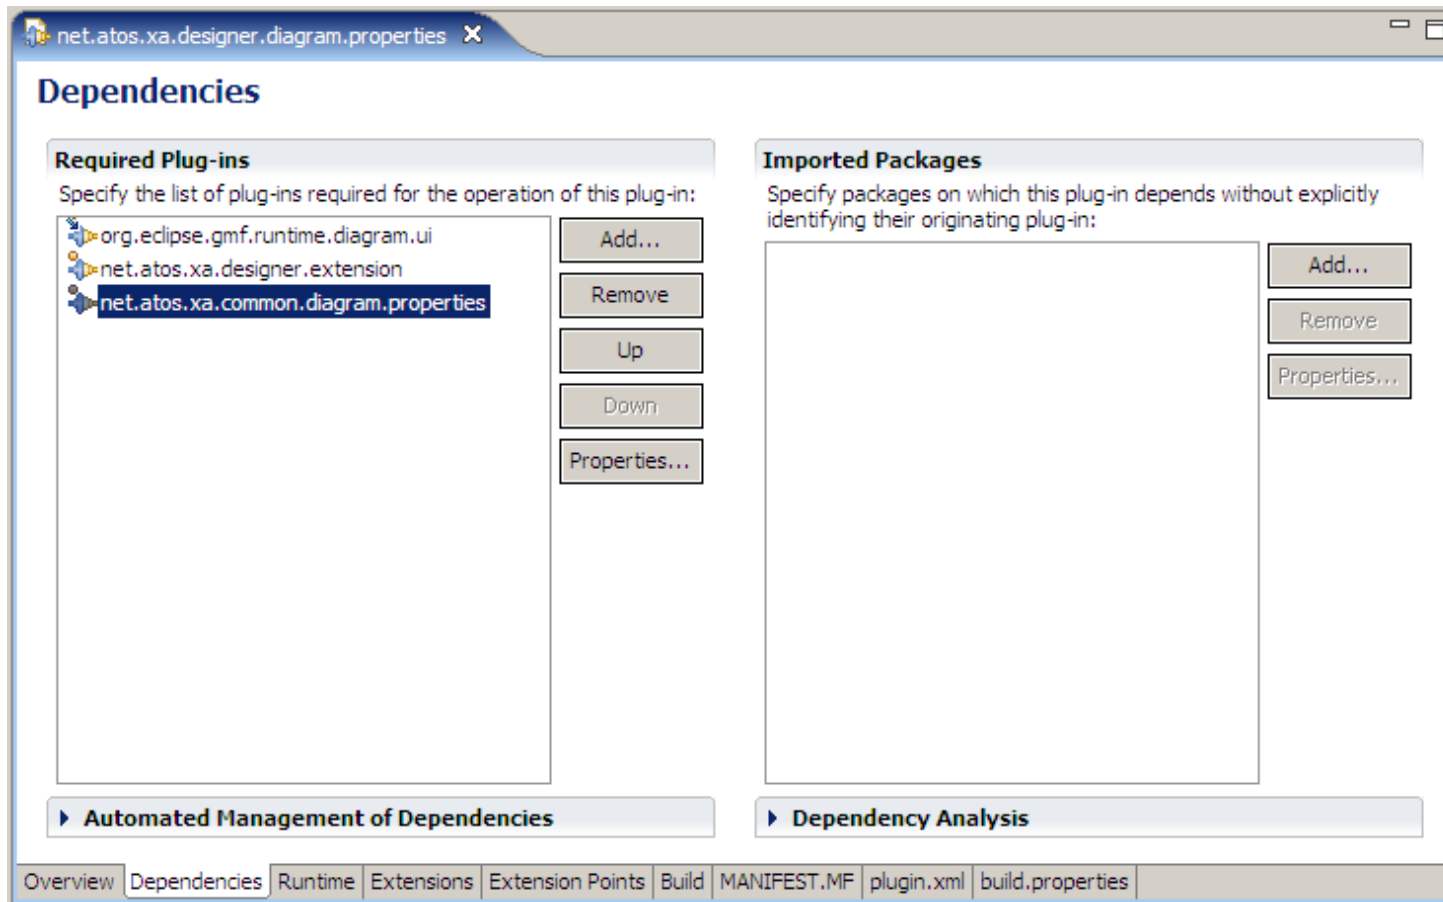 net.atos.xa.designer.diagram.properties
Dependencies
Required Plug-ins
Specify the list of plug-ins required for the operation of this plug-in:
org.eclipse.gmf.runtime.diagram.ui
net.atos.xa.designer.extension
net.atos.xa.common.diagram.properties
Add...
Remove
Up
Down
Properties...
Automated Management of Dependencies
Imported Packages
Specify packages on which this plug-in depends without explicitly
identifying their originating plug-in:
Add...
Remove
Properties...
Dependency Analysis
Overview Dependencies Runtime Extensions Extension Points Build MANIFEST.MF plugin.xml build.properties